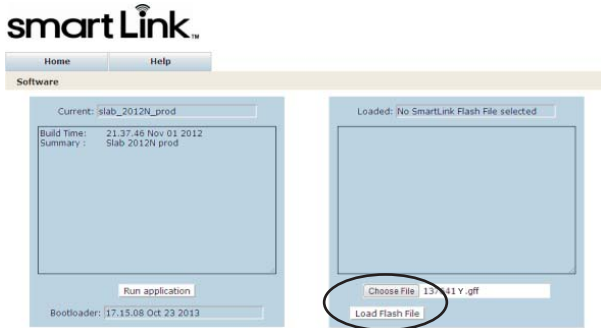 smartLink™
Home Help
Software
Current: slab_2012N_prod
Build Time: 21.37.46 Nov 01 2012
Summary : Slab 2012N prod
Run application
Bootloader: 17.15.08 Oct 23 2013
Loaded: No SmartLink Flash File selected
Choose File .gff
Load Flash File